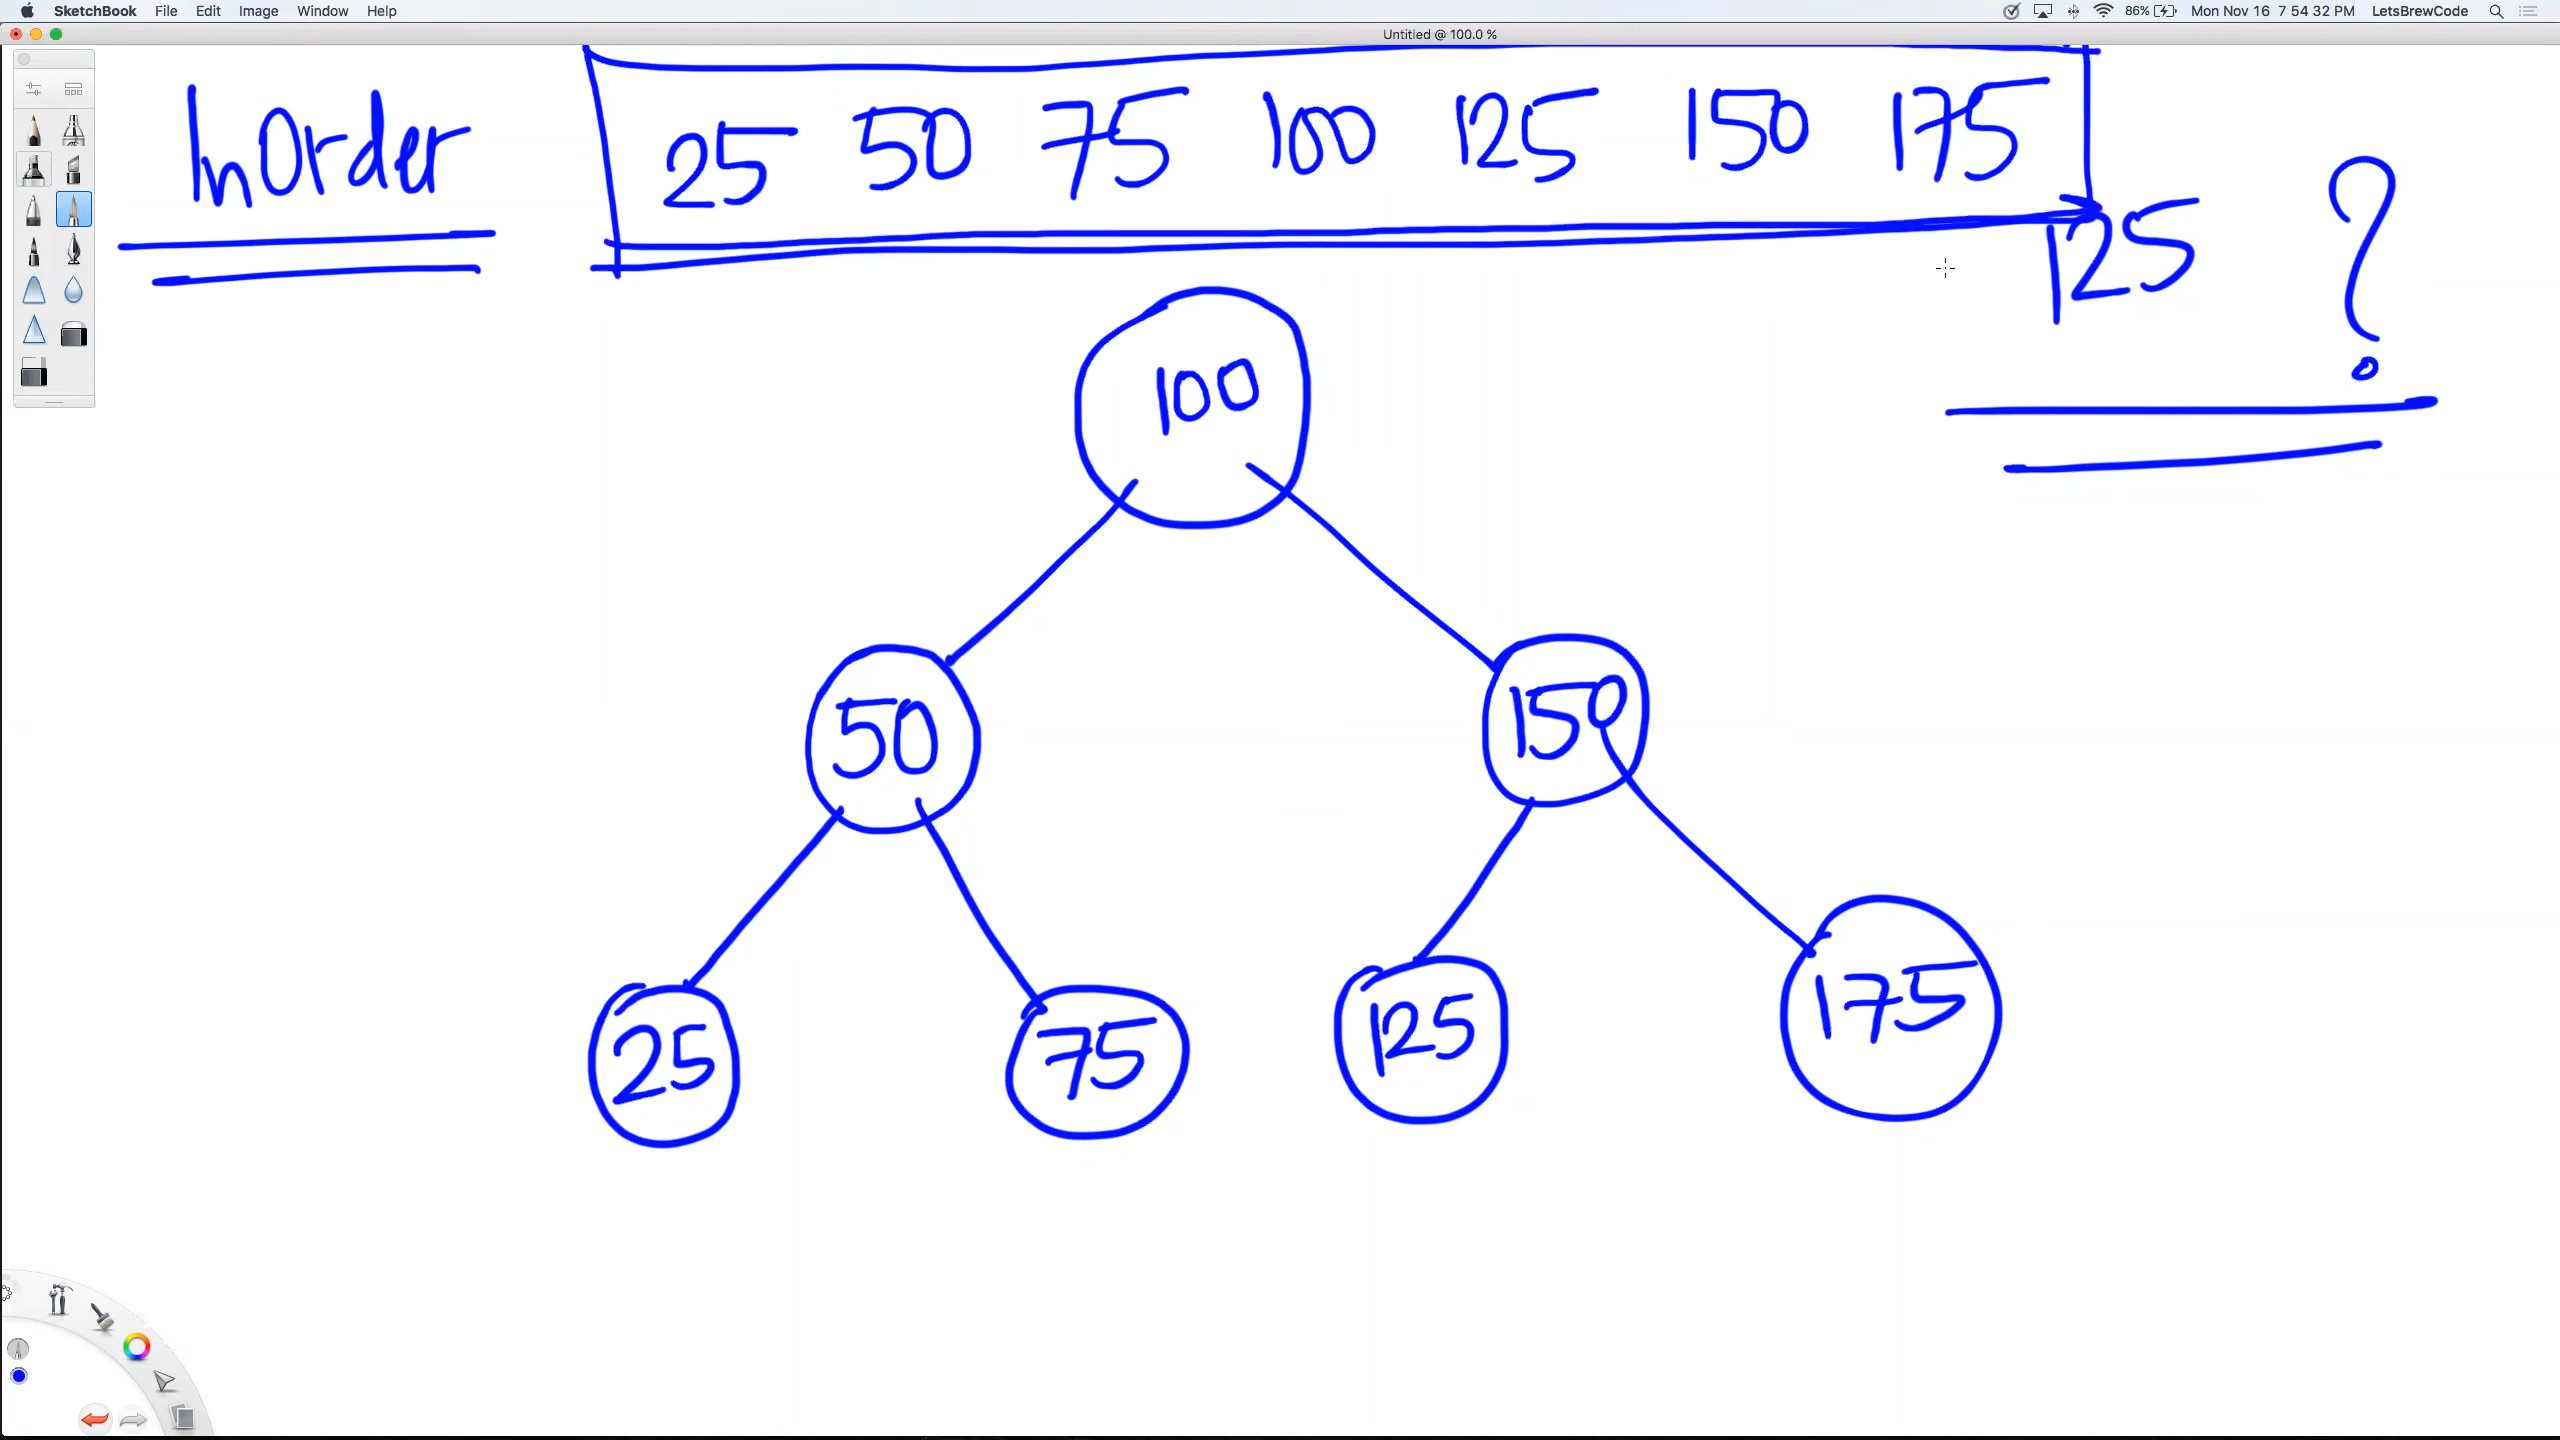 SketchBook File Edit Image Window Help 86% Mon Nov 16 7 54 32 PM LetsBrewCode
Untitled @ 100.0 %
InOrder 25 50 75 100 125 150 175
125 ?
100
50 150
25 75 125 175